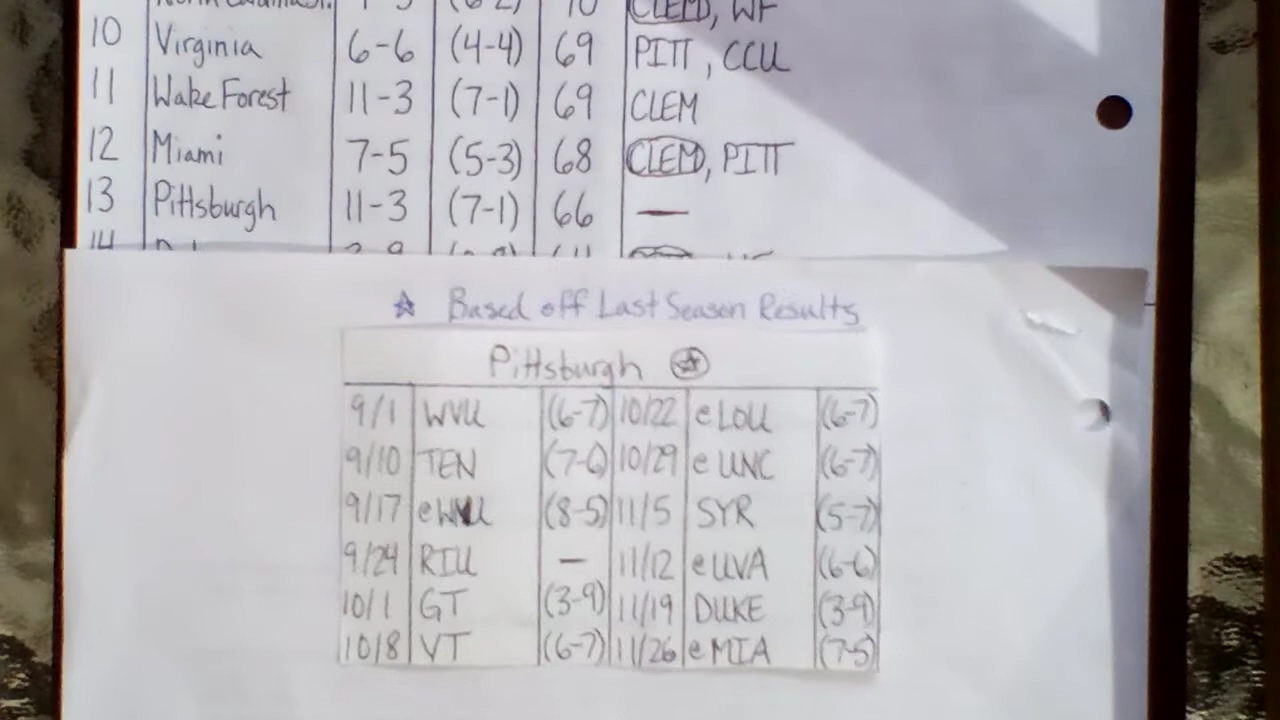 CLEM, WF
10 Virginia 6-6 (4-4) 69 PITT, CCU
11 Wake Forest 11-3 (7-1) 69 CLEM
12 Miami 7-5 (5-3) 68 CLEM, PITT
13 Pittsburgh 11-3 (7-1) 66 —
14
☆ Based off Last Season Results
Pittsburgh
9/1 WVU (6-7) 10/22 @ LOU (6-7)
9/10 TEN (7-6) 10/29 @ UNC (6-7)
9/17 @ WMU (8-5) 11/5 SYR (5-7)
9/24 RIU — 11/12 @ UVA (6-6)
10/1 GT (3-9) 11/19 DUKE (3-9)
10/8 VT (6-7) 11/26 @ MIA (7-5)